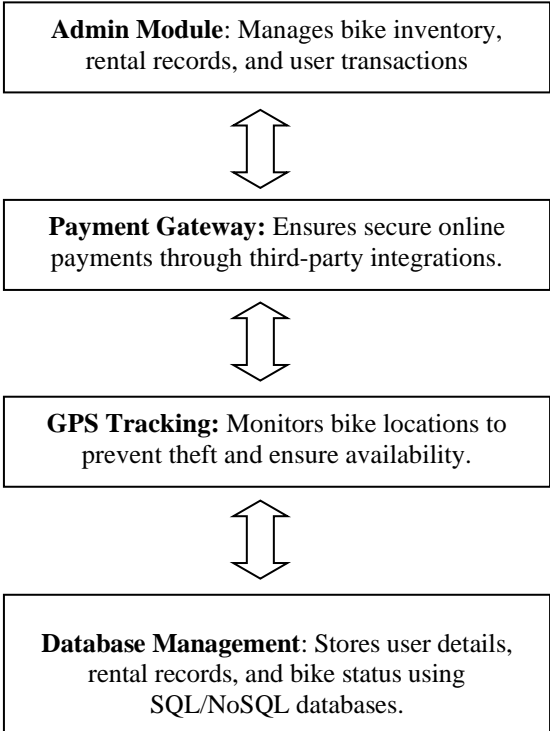 Admin Module: Manages bike inventory,
rental records, and user transactions
Payment Gateway: Ensures secure online
payments through third-party integrations.
GPS Tracking: Monitors bike locations to
prevent theft and ensure availability.
Database Management: Stores user details,
rental records, and bike status using
SQL/NoSQL databases.